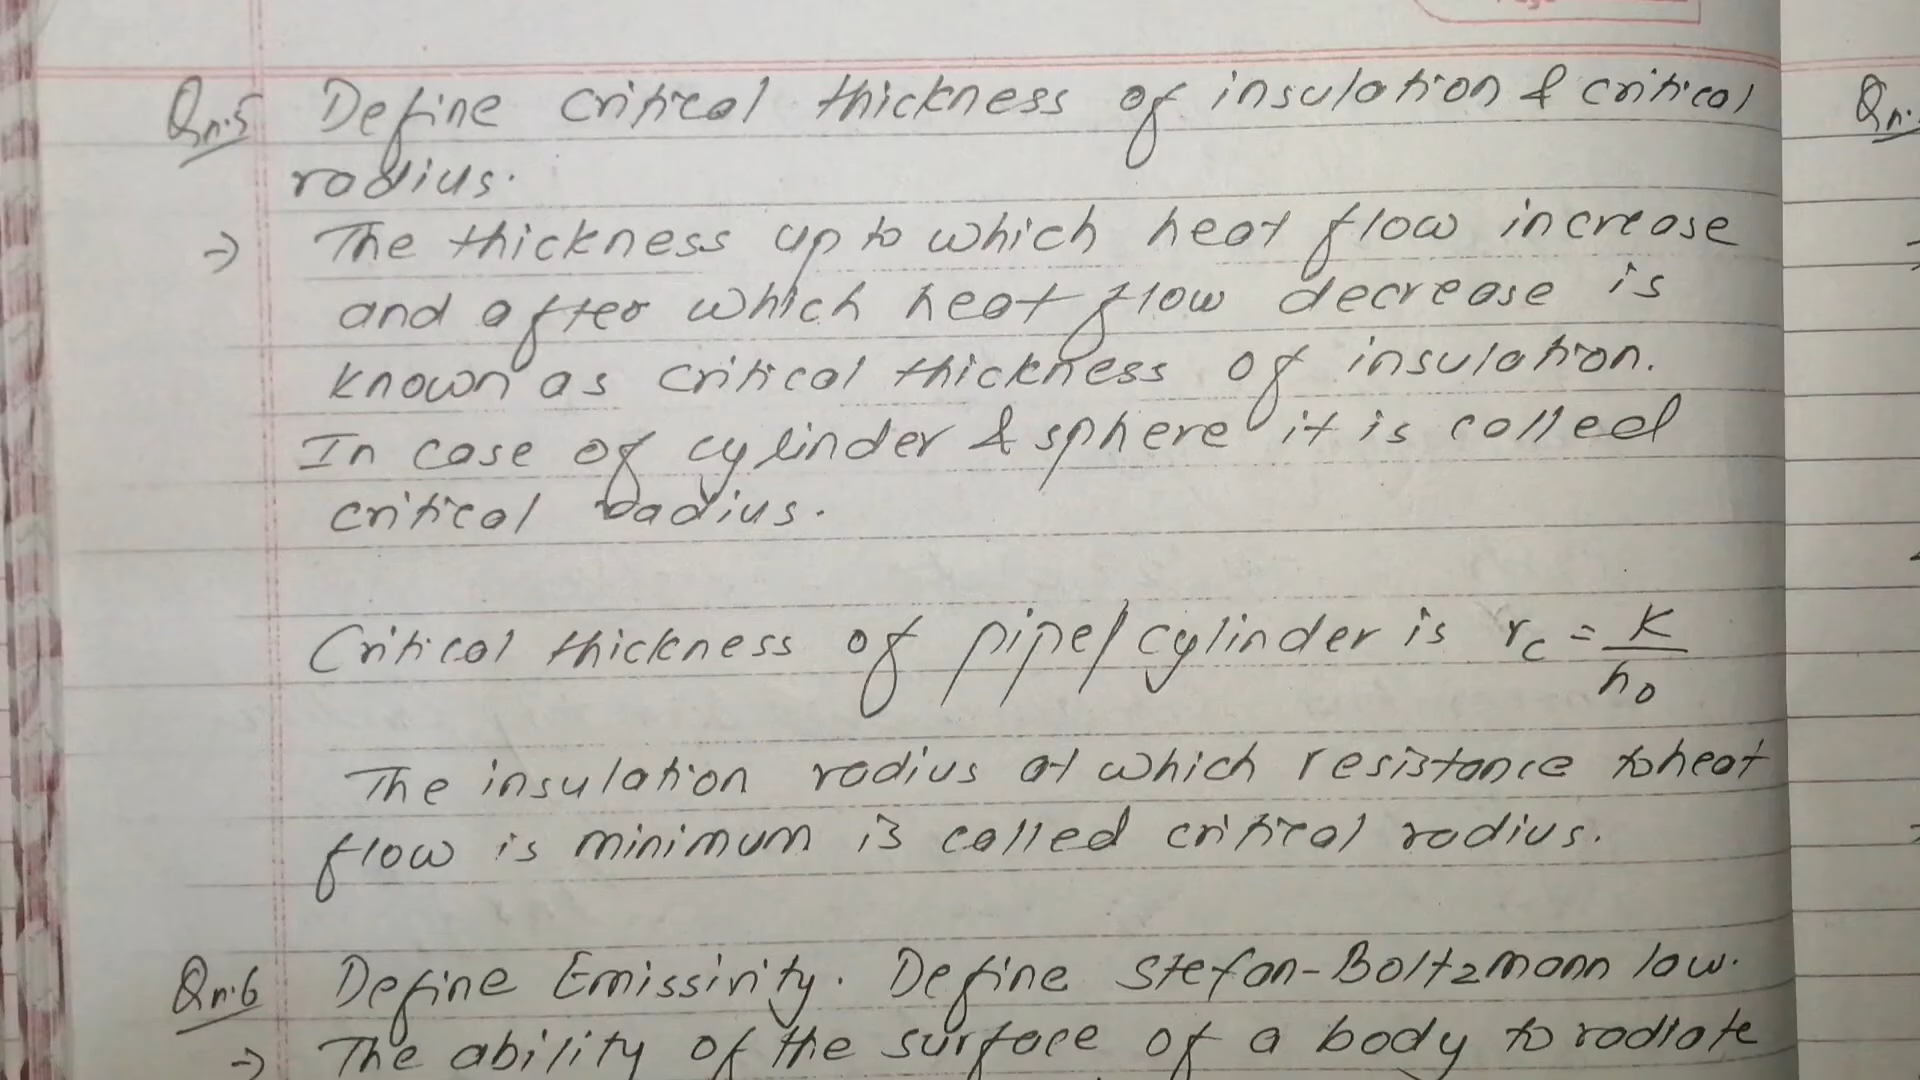 Page
Qn.5 Define critical thickness of insulation & critical
radius.
→ The thickness up to which heat flow increase
and after which heat flow decrease is
known as critical thickness of insulation.
In case of cylinder & sphere it is called
critical radius.
Critical thickness of pipe/cylinder is rc = K/ho
The insulation radius at which resistance to heat
flow is minimum is called critical radius.
Qn.6 Define Emissivity. Define Stefan-Boltzmann law.
→ The ability of the surface of a body to radiate
Qn.